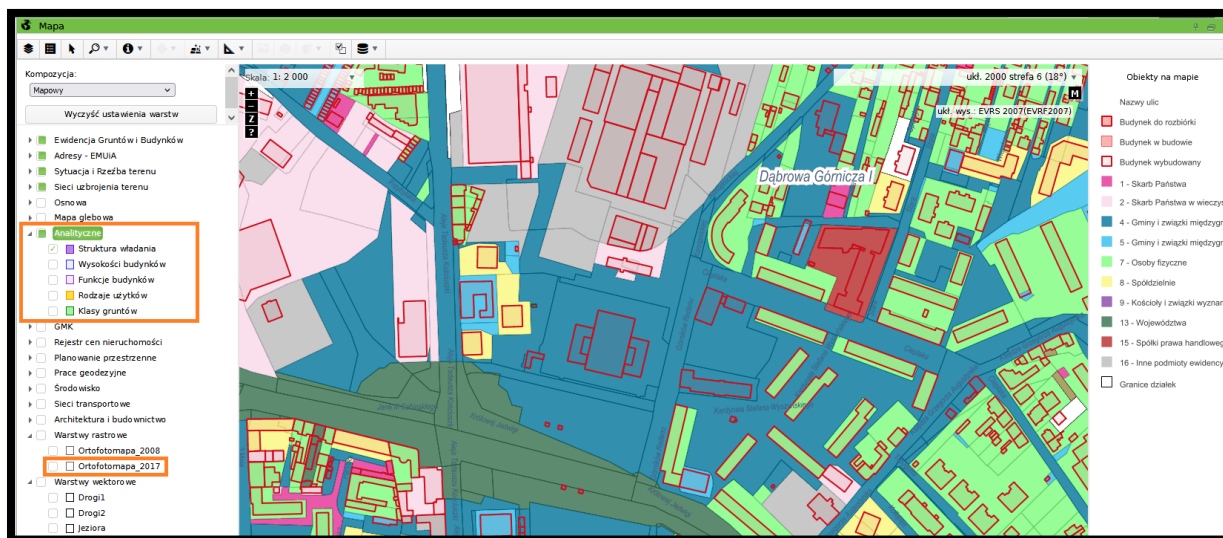 Mapa
Kompozycja:
Mapowy
Wyczyść ustawienia warstw
Ewidencja Gruntów i Budynków
Adresy - EMUiA
Sytuacja i Rzeźba terenu
Sieci uzbrojenia terenu
Osnowa
Mapa glebowa
Analityczne
Struktura władania
Wysokości budynków
Funkcje budynków
Rodzaje użytków
Klasy gruntów
GMK
Rejestr cen nieruchomości
Planowanie przestrzenne
Prace geodezyjne
Środowisko
Sieci transportowe
Architektura i budownictwo
Warstwy rastrowe
Ortofotomapa_2008
Ortofotomapa_2017
Warstwy wektorowe
Drogi1
Drogi2
Jeziora
Skala: 1: 2 000
+
−
Z
?
ukł. 2000 strefa 6 (18°)
M
ukł. wys.: EVRS 2007(EVRF2007)
Dąbrowa Górnicza I
Królowej Jadwigi
Obiekty na mapie
Nazwy ulic
Budynek do rozbiórki
Budynek w budowie
Budynek wybudowany
1 - Skarb Państwa
2 - Skarb Państwa w wieczys
4 - Gminy i związki międzygr
5 - Gminy i związki międzygr
7 - Osoby fizyczne
8 - Spółdzielnie
9 - Kościoły i związki wyznan
13 - Województwa
15 - Spółki prawa handloweg
16 - Inne podmioty ewidency
Granice działek